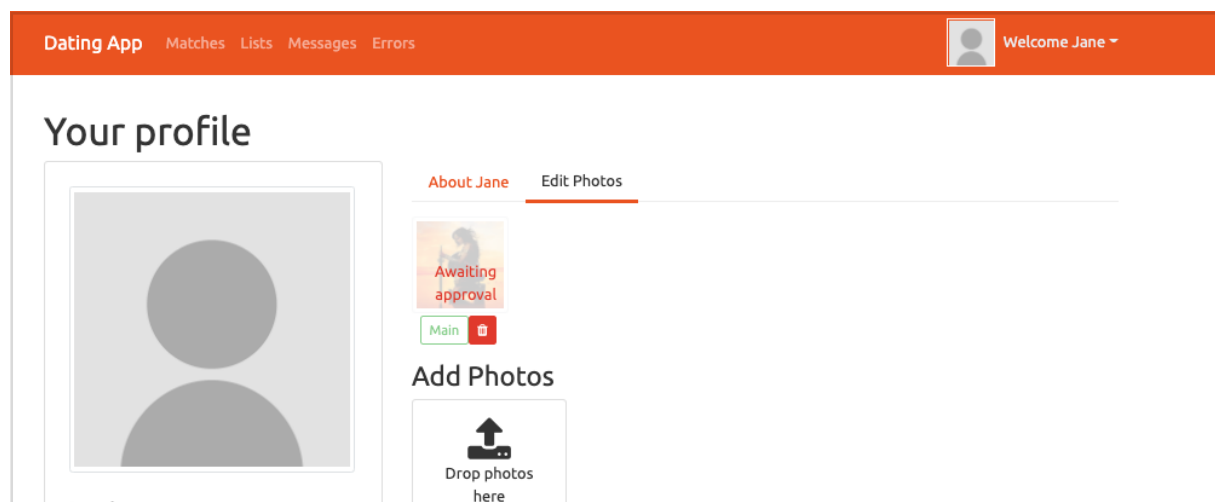 Dating App Matches Lists Messages Errors Welcome Jane
Your profile
About Jane Edit Photos
Awaiting
approval
Main
Add Photos
Drop photos
here